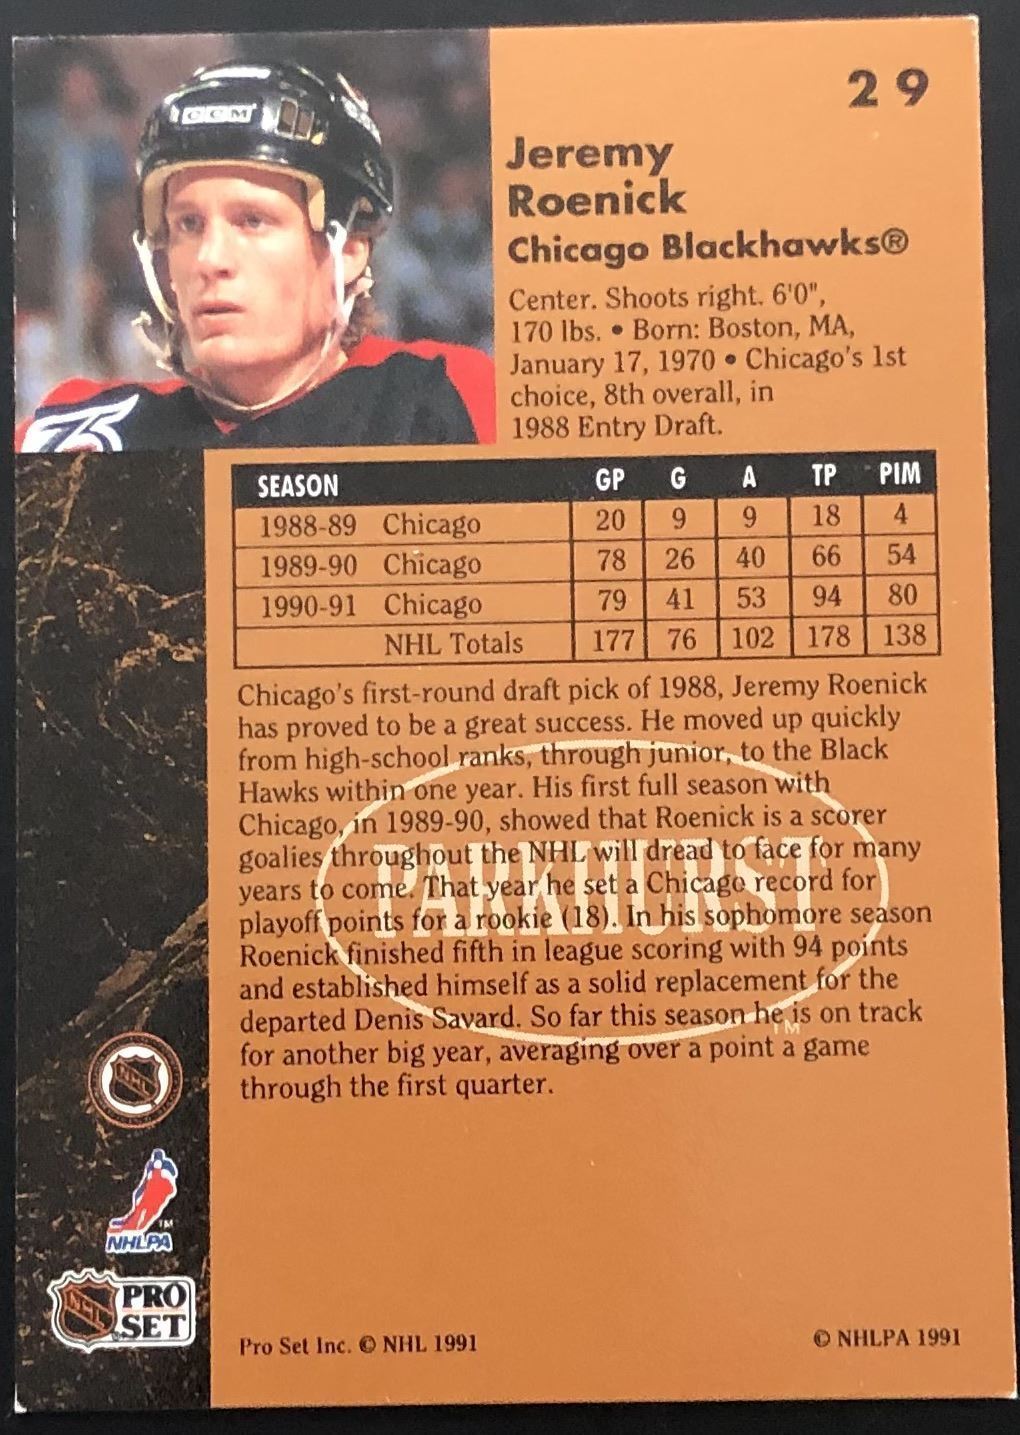 CCM
29
Jeremy
Roenick
Chicago Blackhawks®
Center. Shoots right. 6'0",
170 lbs. • Born: Boston, MA,
January 17, 1970 • Chicago's 1st
choice, 8th overall, in
1988 Entry Draft.
SEASON GP G A TP PIM
1988-89 Chicago 20 9 9 18 4
1989-90 Chicago 78 26 40 66 54
1990-91 Chicago 79 41 53 94 80
NHL Totals 177 76 102 178 138
Chicago's first-round draft pick of 1988, Jeremy Roenick
has proved to be a great success. He moved up quickly
from high-school ranks, through junior, to the Black
Hawks within one year. His first full season with
Chicago, in 1989-90, showed that Roenick is a scorer
goalies throughout the NHL will dread to face for many
years to come. That year he set a Chicago record for
playoff points for a rookie (18). In his sophomore season
Roenick finished fifth in league scoring with 94 points
and established himself as a solid replacement for the
departed Denis Savard. So far this season he is on track
for another big year, averaging over a point a game
through the first quarter.
PARKHURST
TM
NHL
TM
NHLPA
NHL PRO
SET
Pro Set Inc. © NHL 1991
© NHLPA 1991